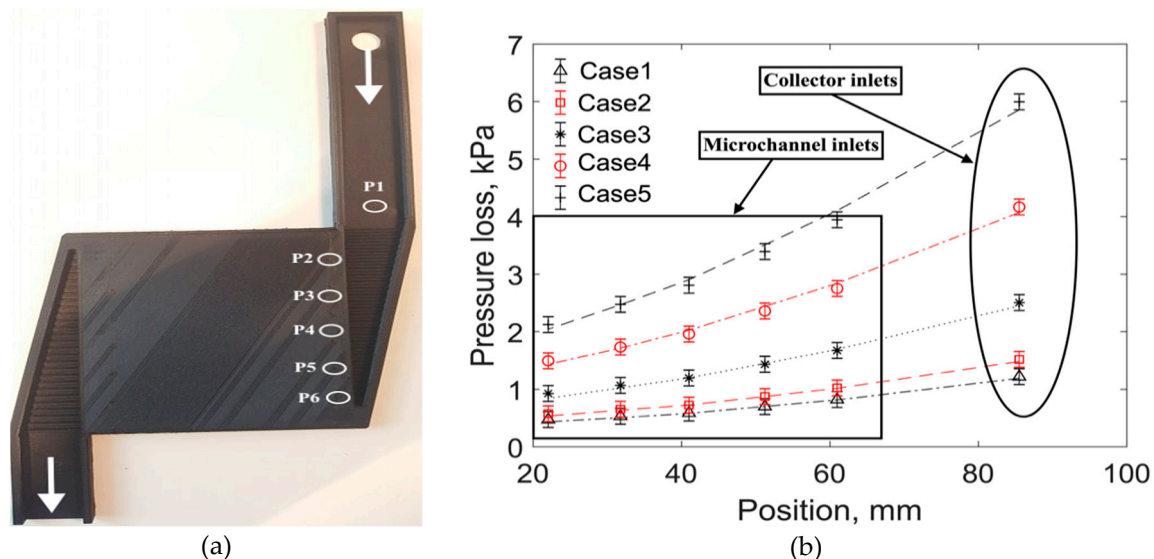 P1
P2
P3
P4
P5
P6
(a)
7
6
5
4
3
2
1
0
Pressure loss, kPa
Case1
Case2
Case3
Case4
Case5
Collector inlets
Microchannel inlets
20
40
60
80
100
Position, mm
(b)